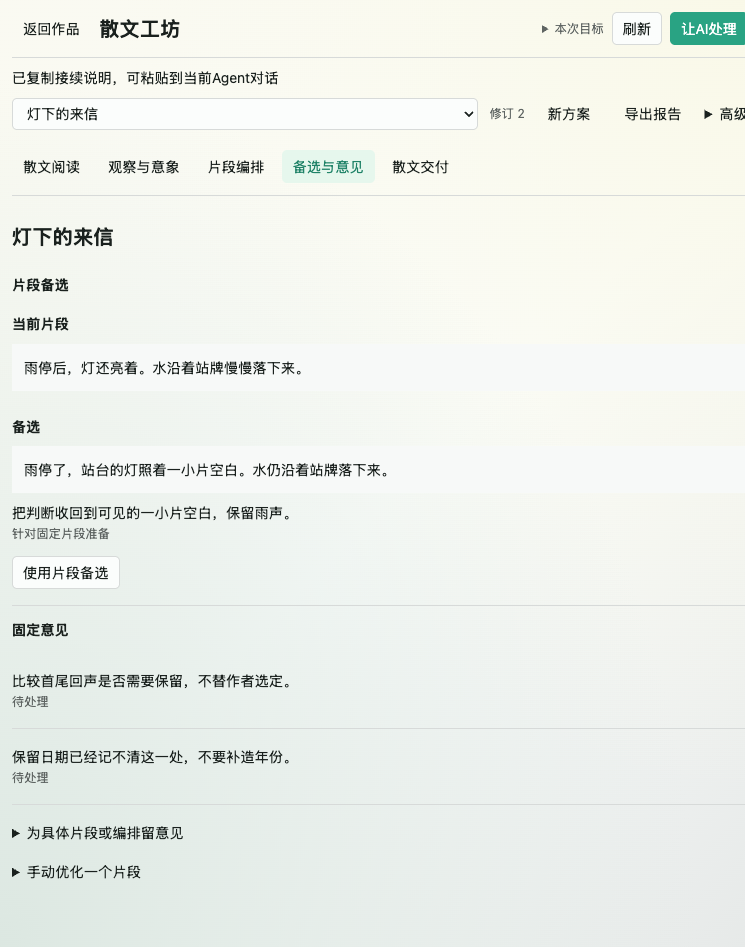 返回作品 散文工坊 ▶ 本次目标 刷新 让AI处理
已复制接续说明，可粘贴到当前Agent对话
灯下的来信 修订 2 新方案 导出报告 ▶ 高级
散文阅读 观察与意象 片段编排 备选与意见 散文交付
灯下的来信
片段备选
当前片段
雨停后，灯还亮着。水沿着站牌慢慢落下来。
备选
雨停了，站台的灯照着一小片空白。水仍沿着站牌落下来。
把判断收回到可见的一小片空白，保留雨声。
针对固定片段准备
使用片段备选
固定意见
比较首尾回声是否需要保留，不替作者选定。
待处理
保留日期已经记不清这一处，不要补造年份。
待处理
▶ 为具体片段或编排留意见
▶ 手动优化一个片段